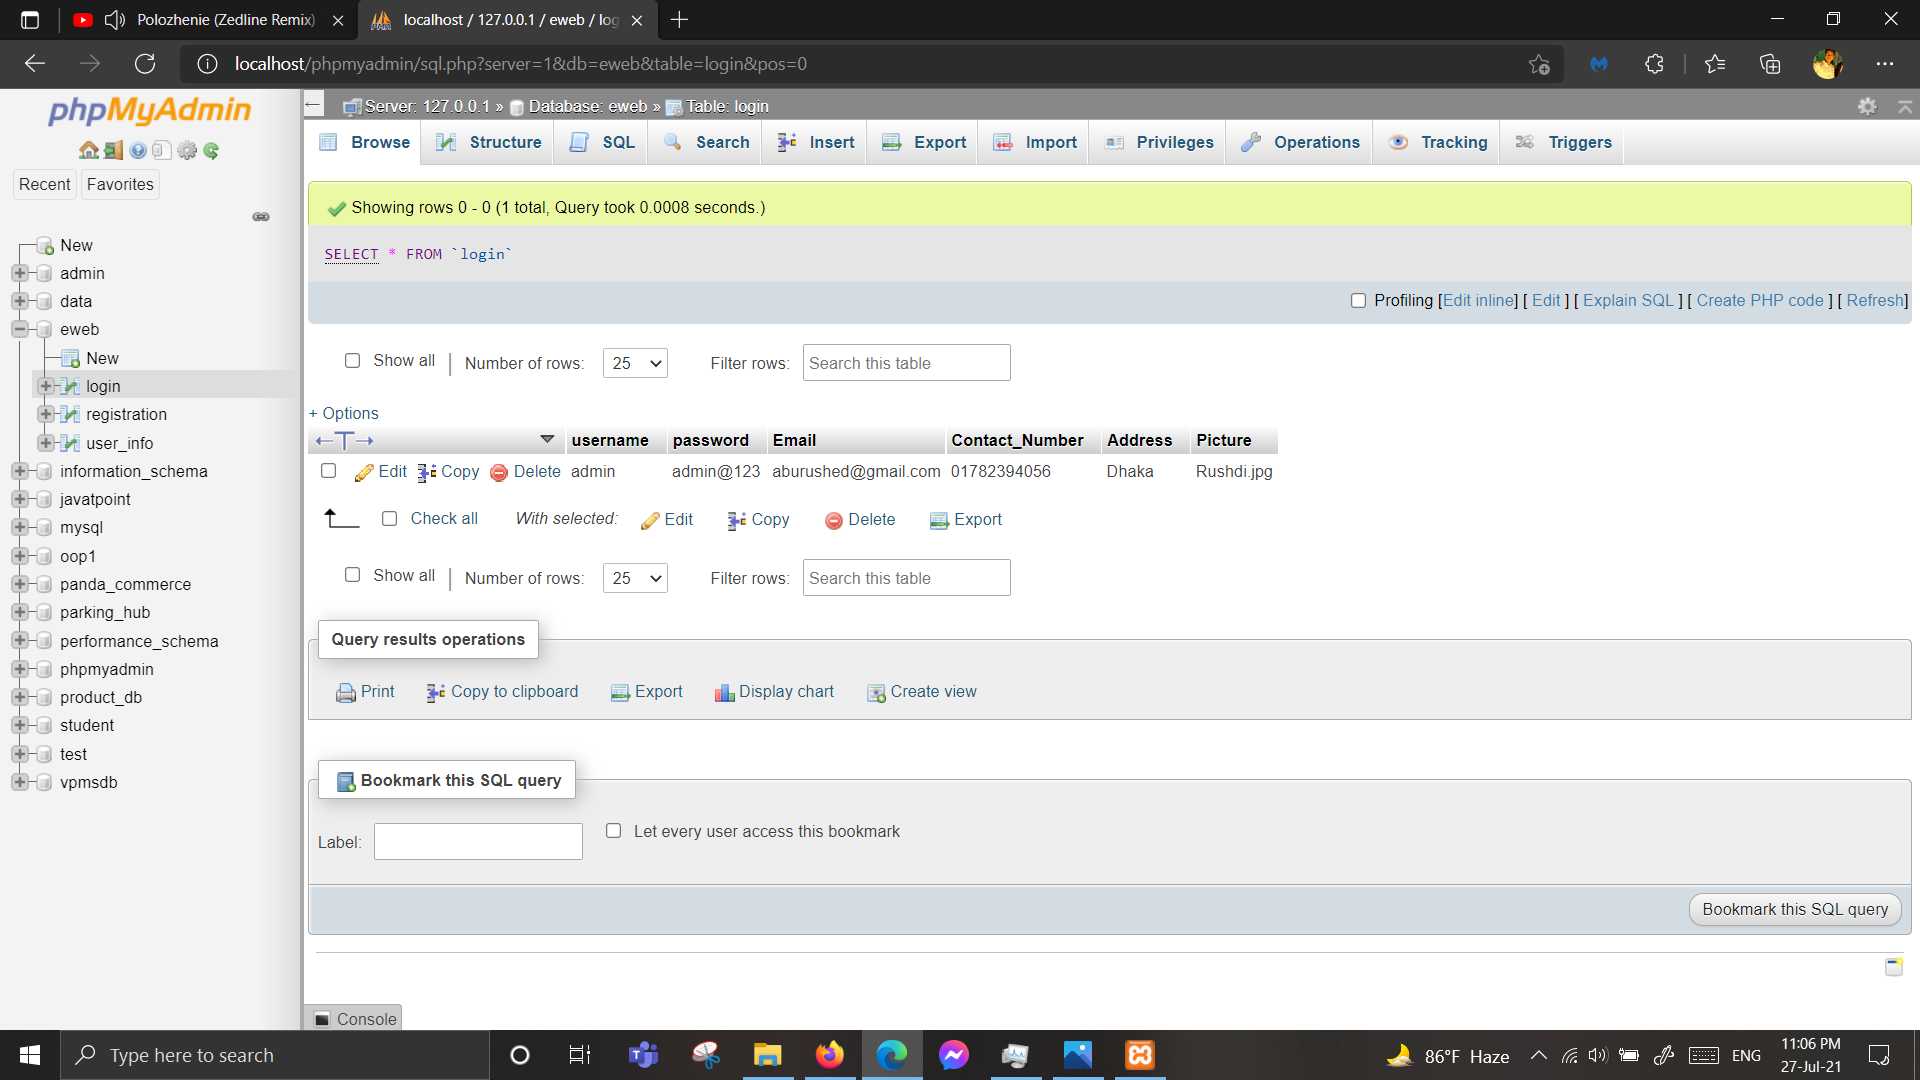 Polozhenie (Zedline Remix)
localhost / 127.0.0.1 / eweb / log
localhost/phpmyadmin/sql.php?server=1&db=eweb&table=login&pos=0
phpMyAdmin
Recent Favorites
New
admin
data
eweb
New
login
registration
user_info
information_schema
javatpoint
mysql
oop1
panda_commerce
parking_hub
performance_schema
phpmyadmin
product_db
student
test
vpmsdb
Server: 127.0.0.1 » Database: eweb » Table: login
Browse Structure SQL Search Insert Export Import Privileges Operations Tracking Triggers
Showing rows 0 - 0 (1 total, Query took 0.0008 seconds.)
SELECT * FROM `login`
Profiling [Edit inline] [ Edit ] [ Explain SQL ] [ Create PHP code ] [ Refresh]
Show all | Number of rows: 25 Filter rows: Search this table
+ Options
←T→ username password Email Contact_Number Address Picture
Edit Copy Delete admin admin@123 aburushed@gmail.com 01782394056 Dhaka Rushdi.jpg
Check all With selected: Edit Copy Delete Export
Show all | Number of rows: 25 Filter rows: Search this table
Query results operations
Print Copy to clipboard Export Display chart Create view
Bookmark this SQL query
Label: Let every user access this bookmark
Bookmark this SQL query
Console
Type here to search
86°F Haze
ENG
11:06 PM
27-Jul-21